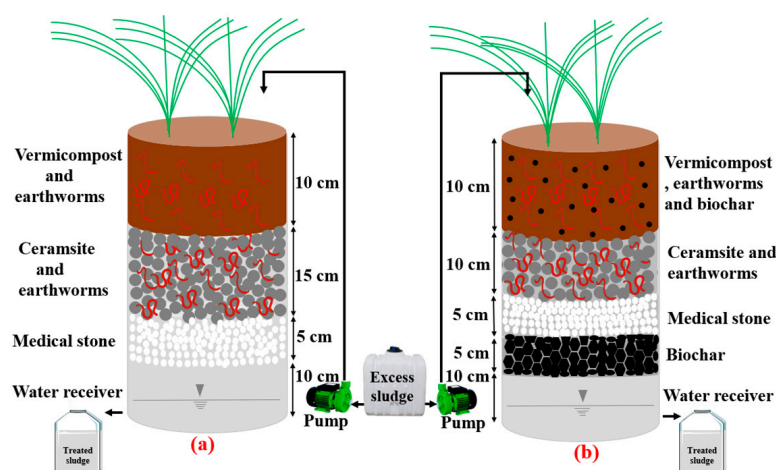 Vermicompost
and
earthworms
10 cm
Ceramsite
and
earthworms
15 cm
Medical stone
5 cm
10 cm
Water receiver
Treated
sludge
(a)
Pump
Excess
sludge
Pump
10 cm
Vermicompost
, earthworms
and biochar
10 cm
Ceramsite and
earthworms
5 cm
Medical stone
5 cm
Biochar
10 cm
Water receiver
Treated
sludge
(b)